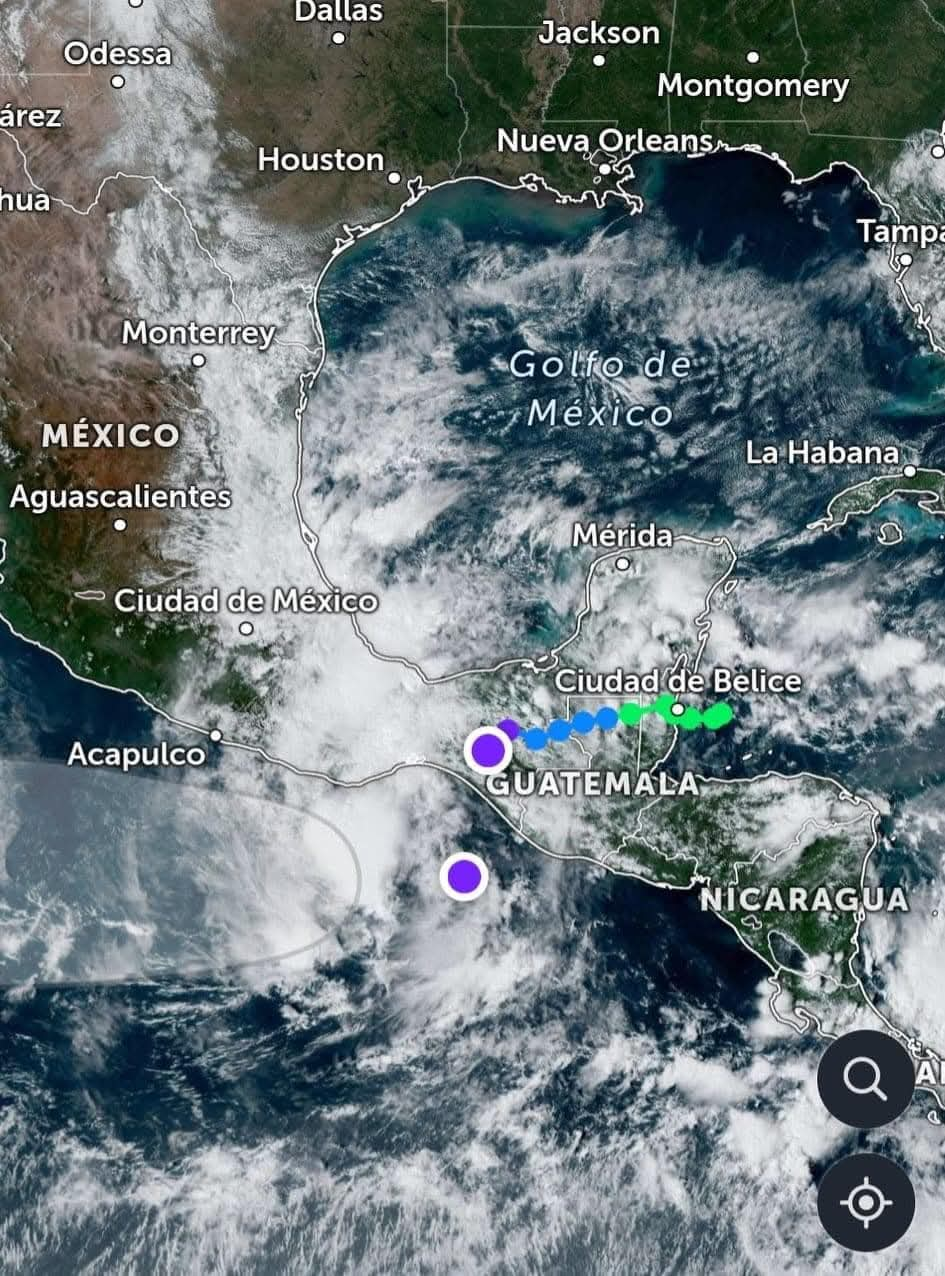 Dallas
Jackson
Odessa
Montgomery
árez
Nueva Orleans
Houston
hua
Tampa
Monterrey
Golfo de
México
MÉXICO
La Habana
Aguascalientes
Mérida
Ciudad de México
Ciudad de Belice
Acapulco
GUATEMALA
NICARAGUA